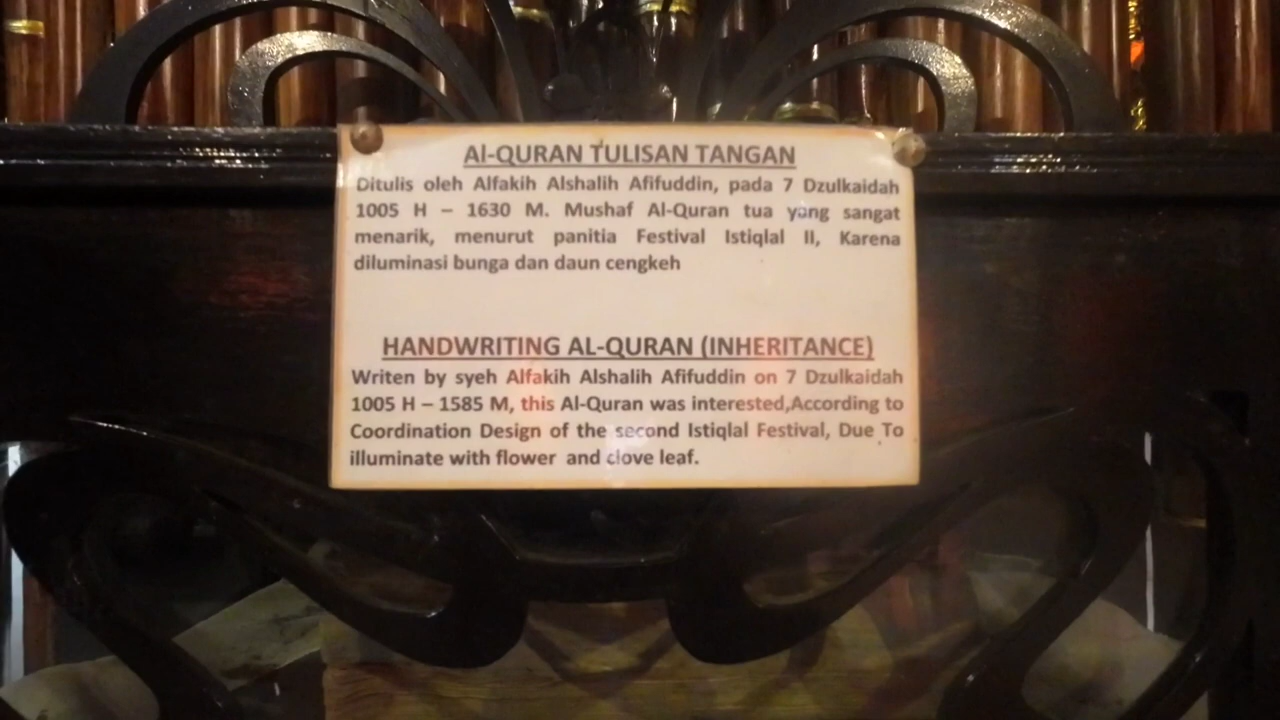 Al-QURAN TULISAN TANGAN
Ditulis oleh Alfakih Alshalih Afifuddin, pada 7 Dzulkaidah
1005 H – 1630 M. Mushaf Al-Quran tua yang sangat
menarik, menurut panitia Festival Istiqlal II, Karena
diluminasi bunga dan daun cengkeh
HANDWRITING AL-QURAN (INHERITANCE)
Writen by syeh Alfakih Alshalih Afifuddin on 7 Dzulkaidah
1005 H – 1585 M, this Al-Quran was interested,According to
Coordination Design of the second Istiqlal Festival, Due To
illuminate with flower and clove leaf.